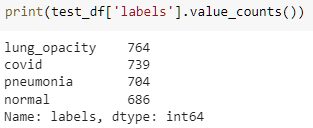 print(test_df['labels'].value_counts())
lung_opacity    764
covid           739
pneumonia       704
normal          686
Name: labels, dtype: int64